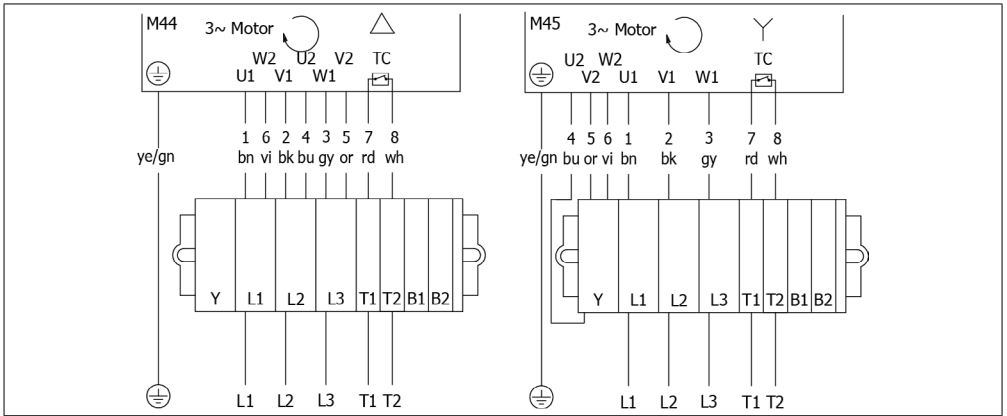 M44
3~ Motor
W2 U2 V2 TC
U1 V1 W1
1 6 2 4 3 5 7 8
ye/gn bn vi bk bu gy or rd wh
Y L1 L2 L3 T1 T2 B1 B2
L1 L2 L3 T1 T2
M45
3~ Motor
U2 W2 TC
V2 U1 V1 W1
4 5 6 1 2 3 7 8
ye/gn bu or vi bn bk gy rd wh
Y L1 L2 L3 T1 T2 B1 B2
L1 L2 L3 T1 T2